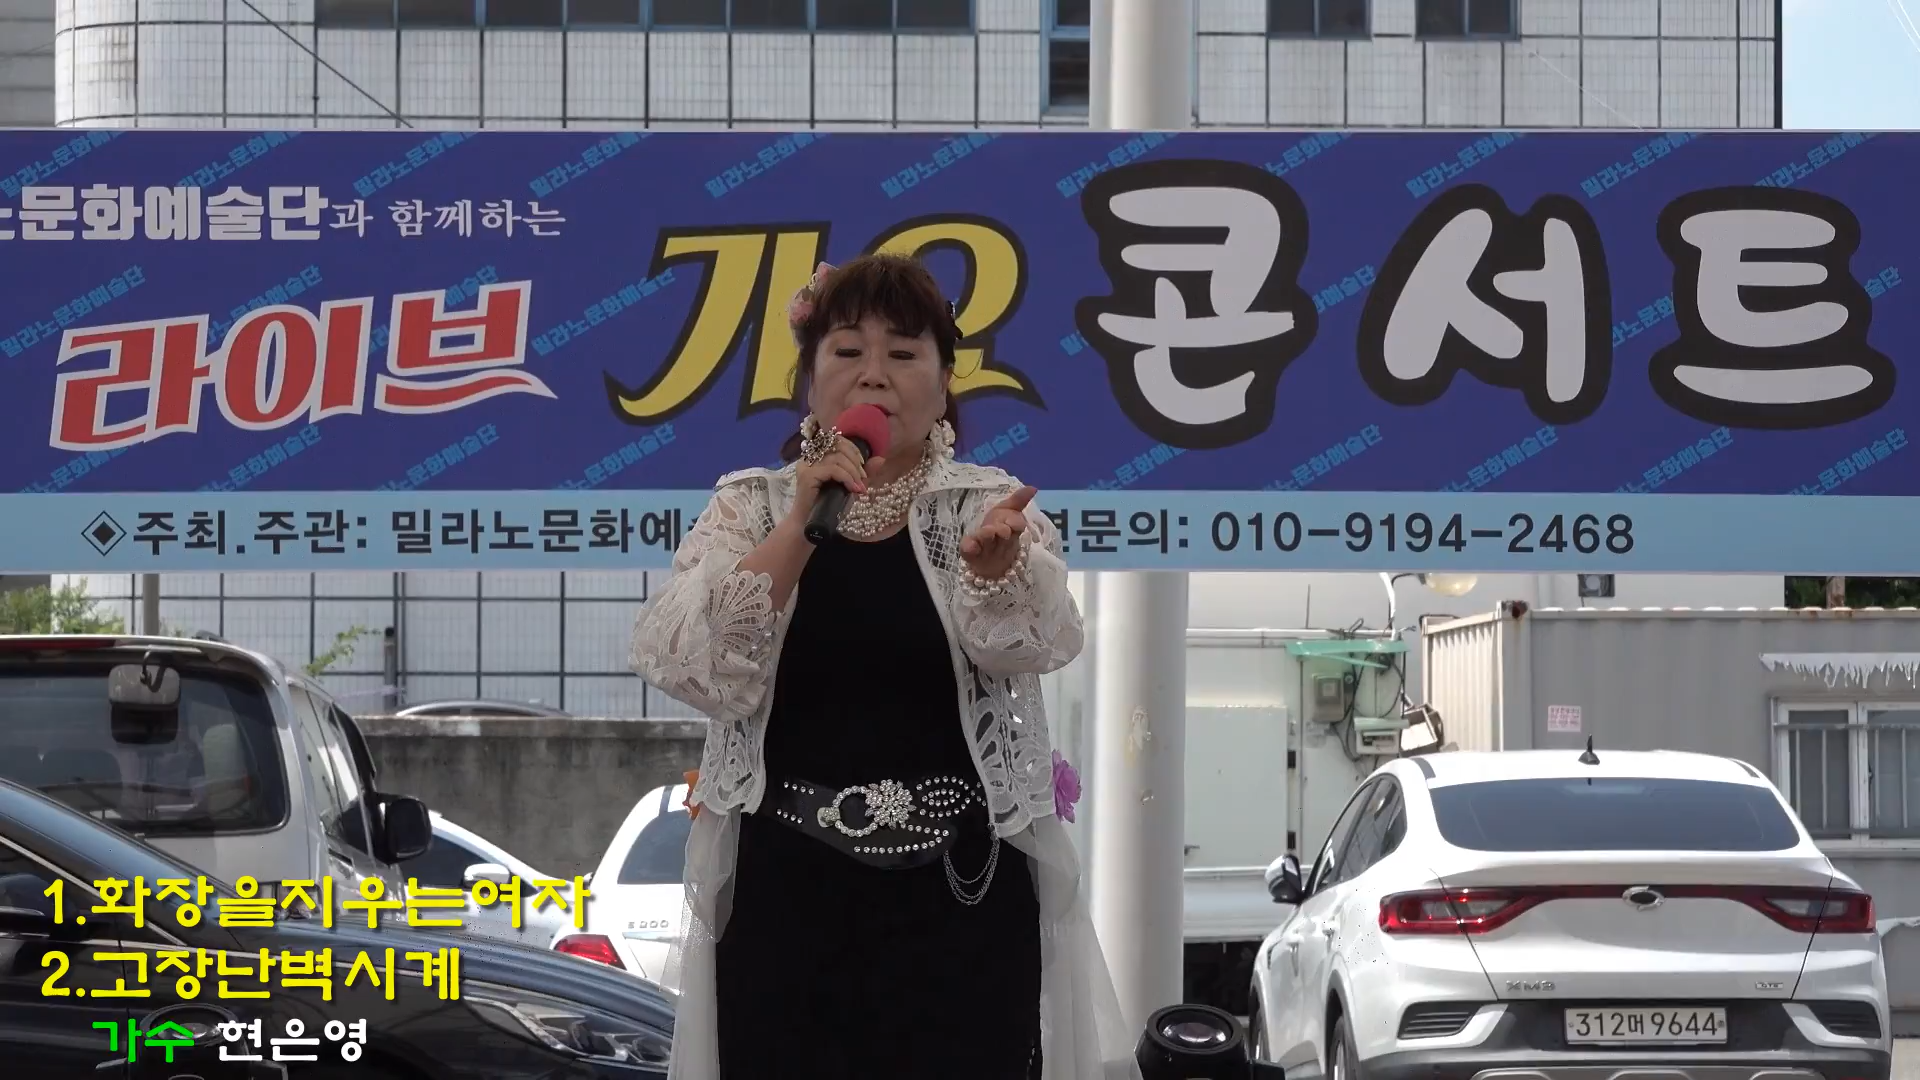 노문화예술단과 함께하는
라이브 가요 콘서트
◈주최.주관: 밀라노문화예 문의: 010-9194-2468
1.화장을지우는여자
2.고장난벽시계
가수 현은영
E 200
XM3
312머9644